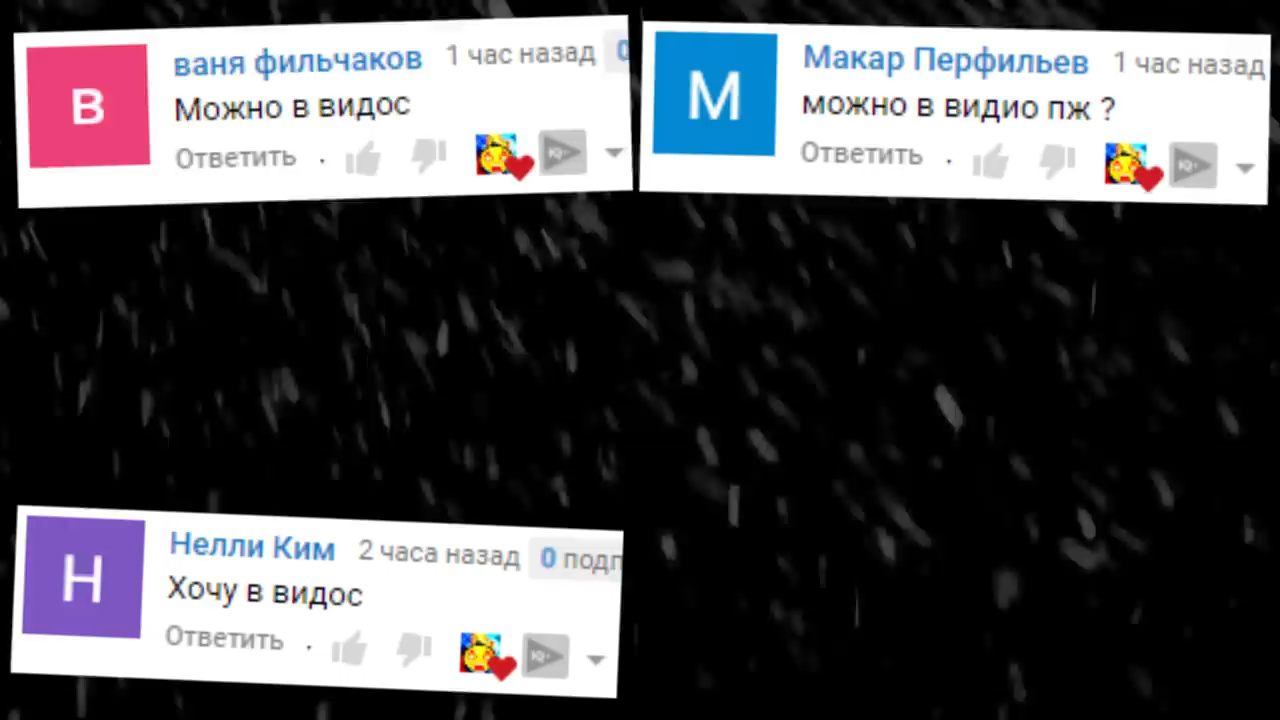 В
ваня фильчаков 1 час назад 0
Можно в видос
Ответить
М
Макар Перфильев 1 час назад
можно в видио пж ?
Ответить
Н
Нелли Ким 2 часа назад 0 подп
Хочу в видос
Ответить